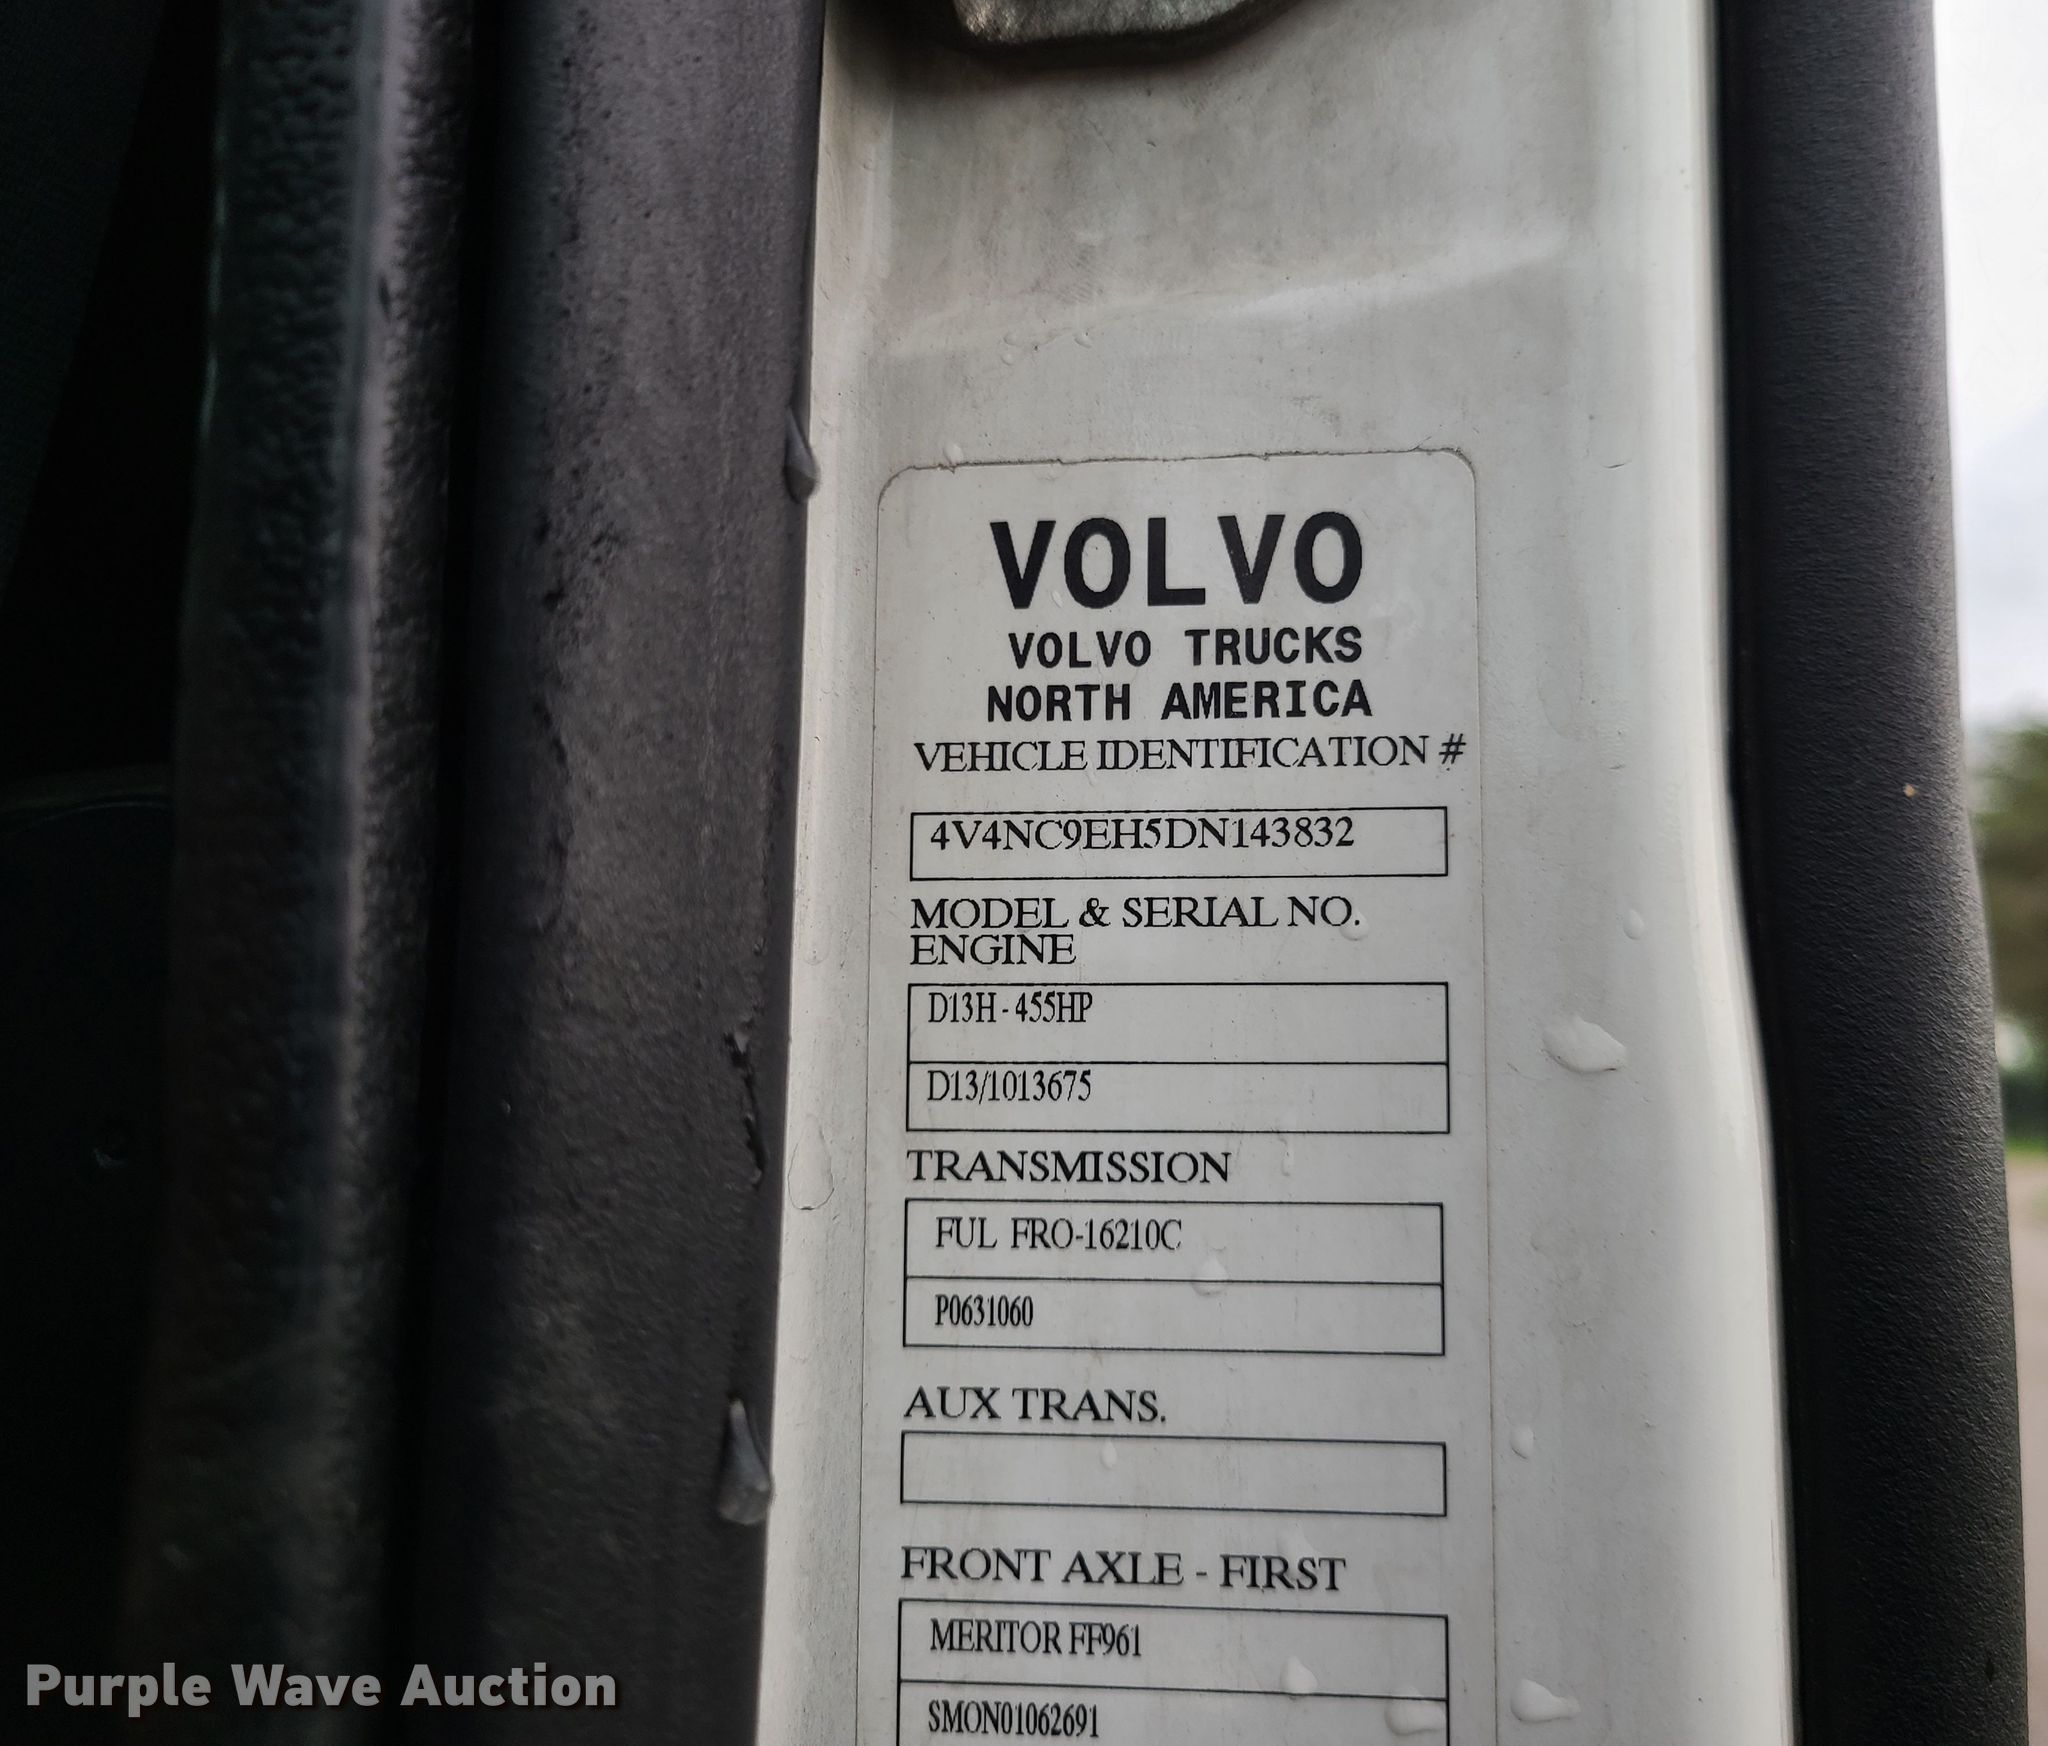 VOLVO
VOLVO TRUCKS
NORTH AMERICA
VEHICLE IDENTIFICATION #
4V4NC9EH5DN143832
MODEL & SERIAL NO.
ENGINE
D13H - 455HP
D13/1013675
TRANSMISSION
FUL FRO-16210C
P0631060
AUX TRANS.
FRONT AXLE - FIRST
MERITOR FF961
SMON01062691
Purple Wave Auction